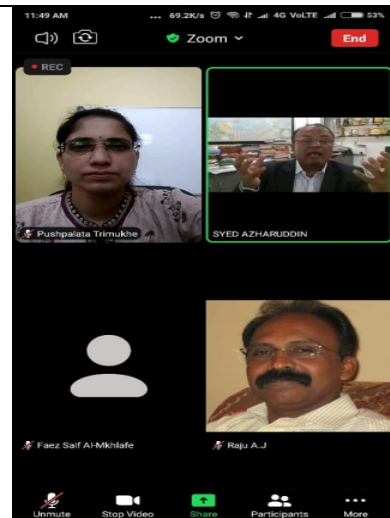 11:49 AM ... 69.2K/s 4G VoLTE 53%
Zoom
End
REC
Pushpalata Trimukhe
SYED AZHARUDDIN
Faez Saif Al-Mkhlafe
Raju A.J
Unmute Stop Video Share Participants More